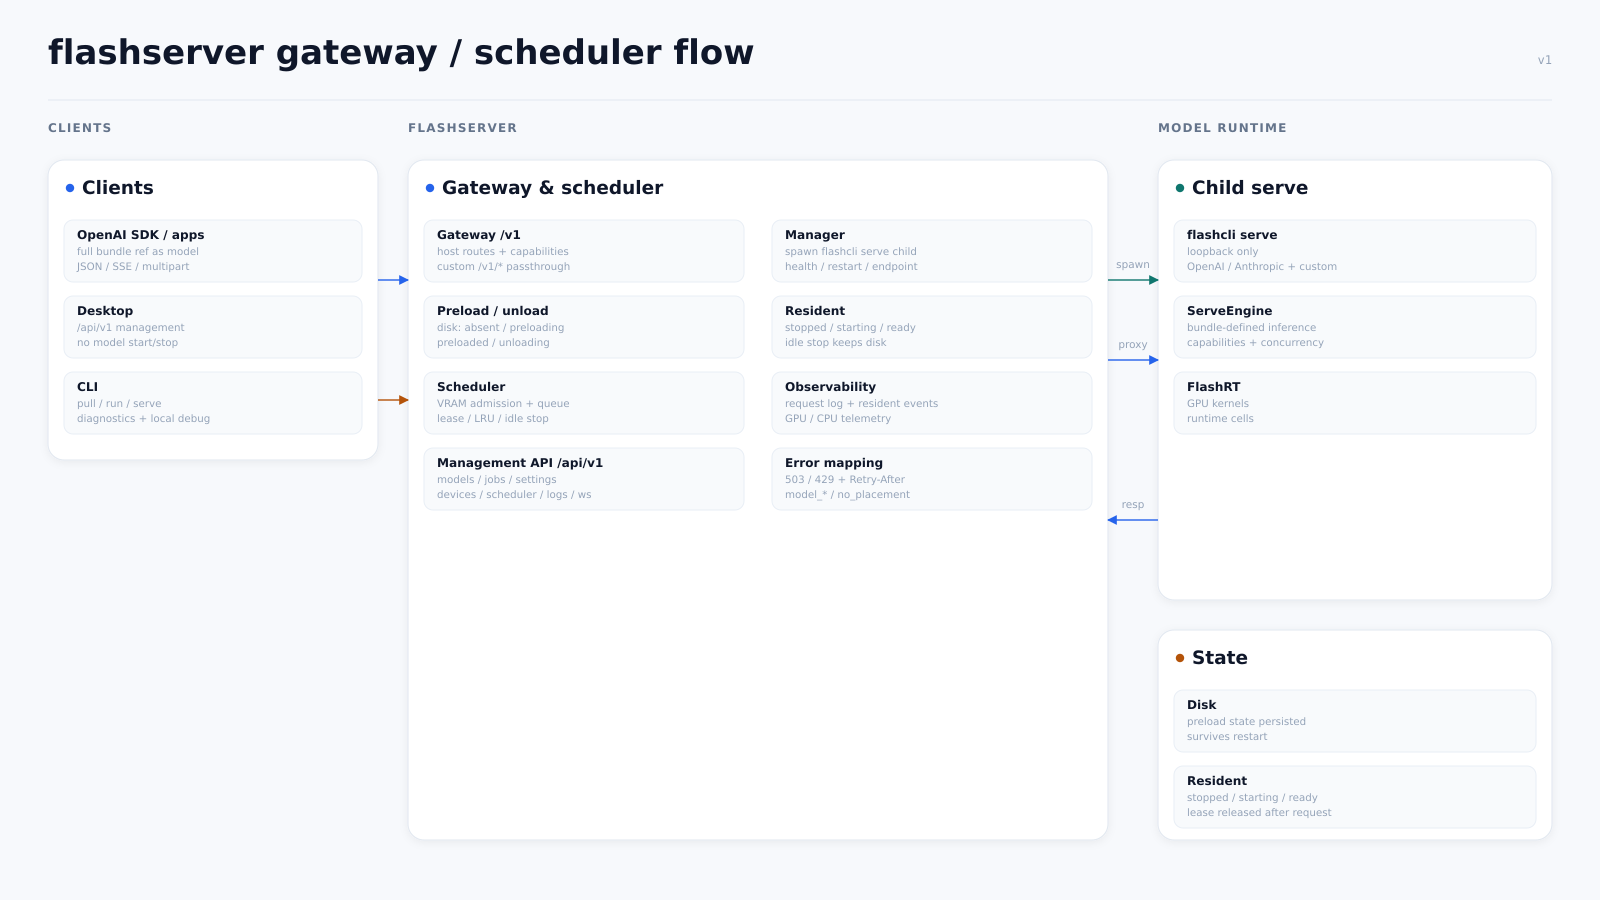 flashserver gateway / scheduler flow
v1
CLIENTS
FLASHSERVER
MODEL RUNTIME
Clients
OpenAI SDK / apps
full bundle ref as model
JSON / SSE / multipart
Desktop
/api/v1 management
no model start/stop
CLI
pull / run / serve
diagnostics + local debug
Gateway & scheduler
Gateway /v1
host routes + capabilities
custom /v1/* passthrough
Preload / unload
disk: absent / preloading
preloaded / unloading
Scheduler
VRAM admission + queue
lease / LRU / idle stop
Management API /api/v1
models / jobs / settings
devices / scheduler / logs / ws
Manager
spawn flashcli serve child
health / restart / endpoint
Resident
stopped / starting / ready
idle stop keeps disk
Observability
request log + resident events
GPU / CPU telemetry
Error mapping
503 / 429 + Retry-After
model_* / no_placement
spawn
proxy
resp
Child serve
flashcli serve
loopback only
OpenAI / Anthropic + custom
ServeEngine
bundle-defined inference
capabilities + concurrency
FlashRT
GPU kernels
runtime cells
State
Disk
preload state persisted
survives restart
Resident
stopped / starting / ready
lease released after request